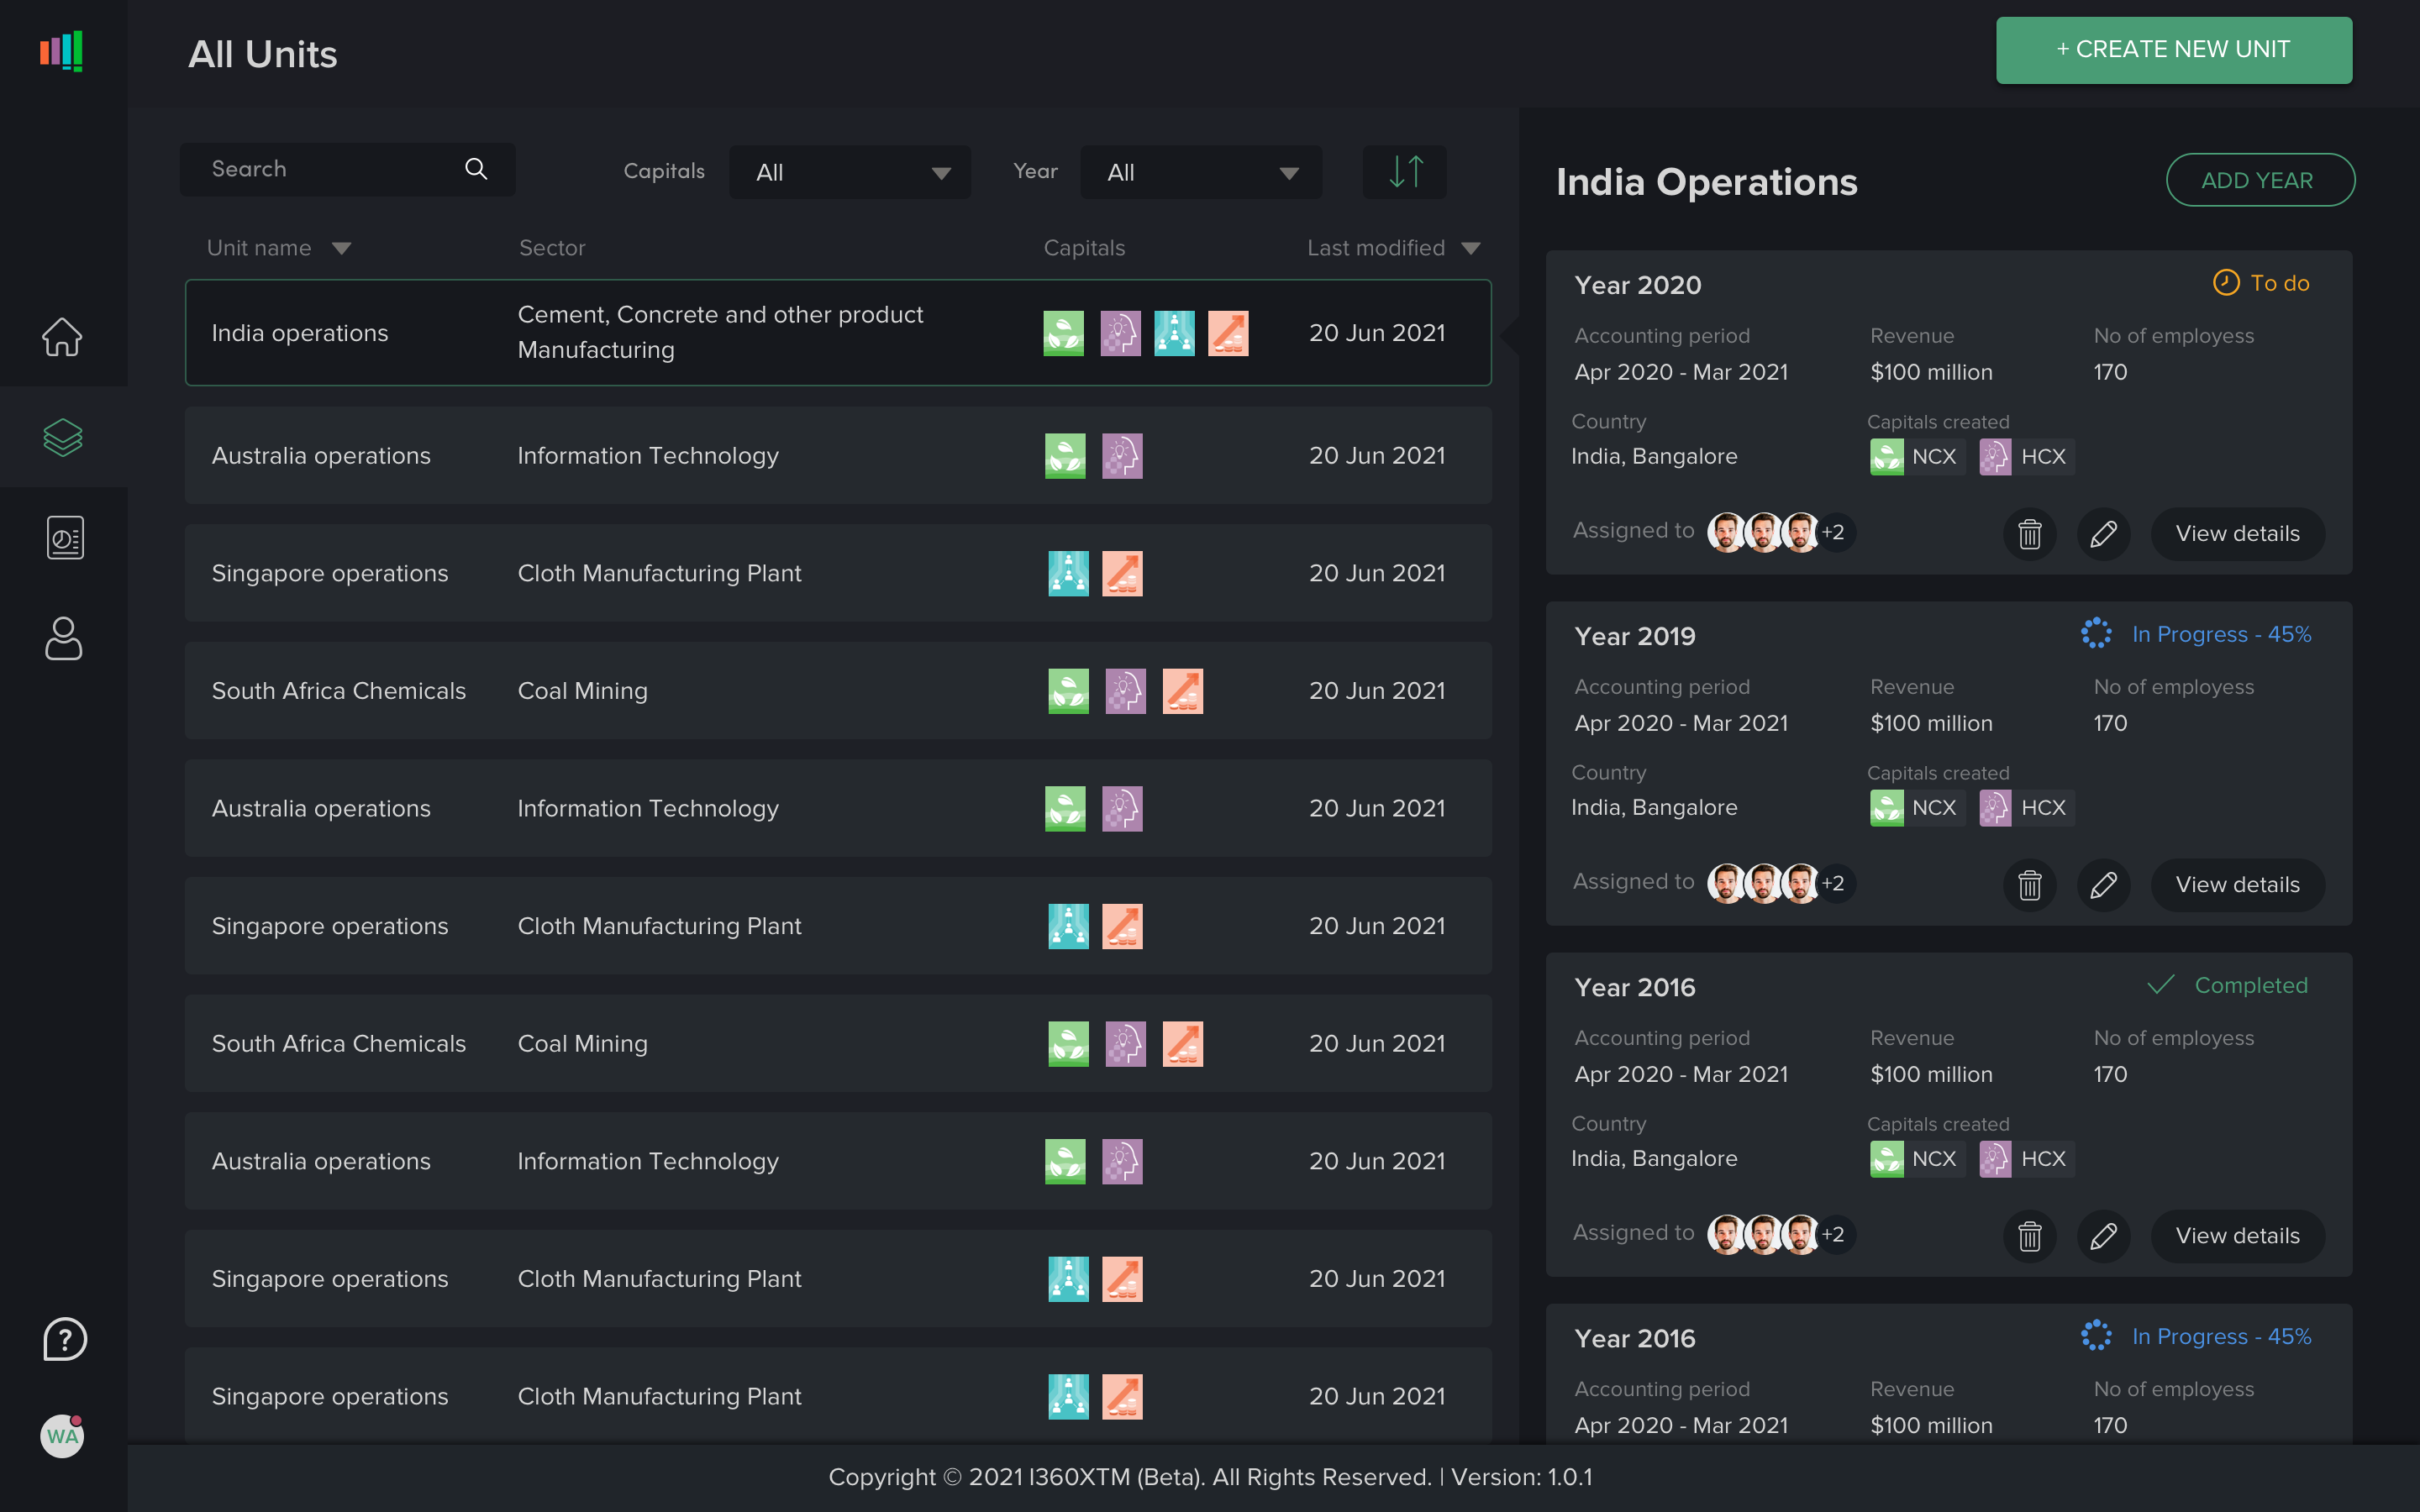 All Units
+ CREATE NEW UNIT
Search
Capitals
All
Year
All
Unit name
Sector
Capitals
Last modified
India operations
Cement, Concrete and other product
Manufacturing
20 Jun 2021
Australia operations
Information Technology
20 Jun 2021
Singapore operations
Cloth Manufacturing Plant
20 Jun 2021
South Africa Chemicals
Coal Mining
20 Jun 2021
Australia operations
Information Technology
20 Jun 2021
Singapore operations
Cloth Manufacturing Plant
20 Jun 2021
South Africa Chemicals
Coal Mining
20 Jun 2021
Australia operations
Information Technology
20 Jun 2021
Singapore operations
Cloth Manufacturing Plant
20 Jun 2021
Singapore operations
Cloth Manufacturing Plant
20 Jun 2021
India Operations
ADD YEAR
Year 2020
To do
Accounting period
Revenue
No of employess
Apr 2020 - Mar 2021
$100 million
170
Country
Capitals created
India, Bangalore
NCX
HCX
Assigned to
+2
View details
Year 2019
In Progress - 45%
Accounting period
Revenue
No of employess
Apr 2020 - Mar 2021
$100 million
170
Country
Capitals created
India, Bangalore
NCX
HCX
Assigned to
+2
View details
Year 2016
Completed
Accounting period
Revenue
No of employess
Apr 2020 - Mar 2021
$100 million
170
Country
Capitals created
India, Bangalore
NCX
HCX
Assigned to
+2
View details
Year 2016
In Progress - 45%
Accounting period
Revenue
No of employess
Apr 2020 - Mar 2021
$100 million
170
?
WA
Copyright © 2021 I360XTM (Beta). All Rights Reserved. | Version: 1.0.1